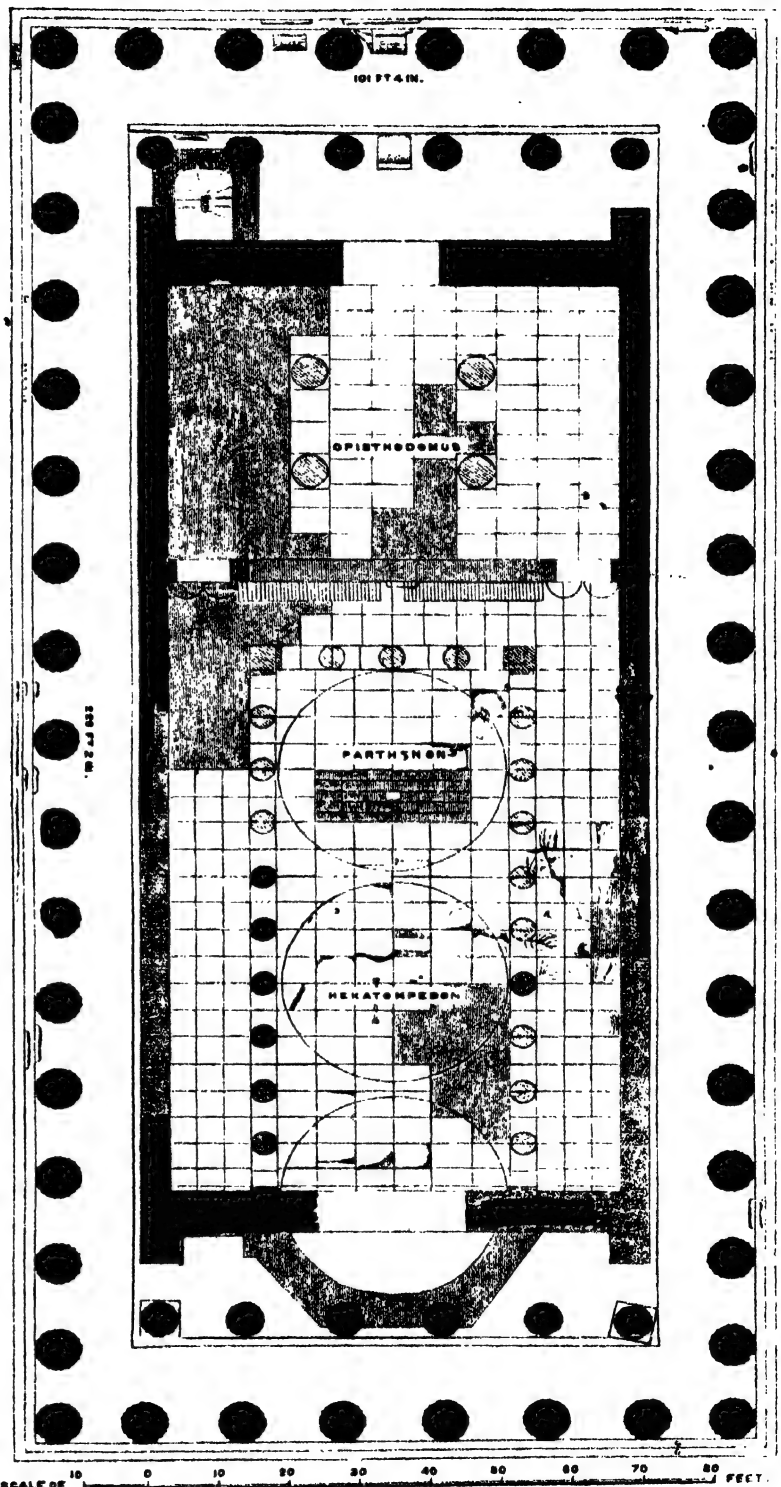 101 FT 4 IN.
OPISTHODOMUS
PARTHENON
HEKATOMPEDON
SCALE OF 10 0 10 20 30 40 50 60 70 80 FEET.